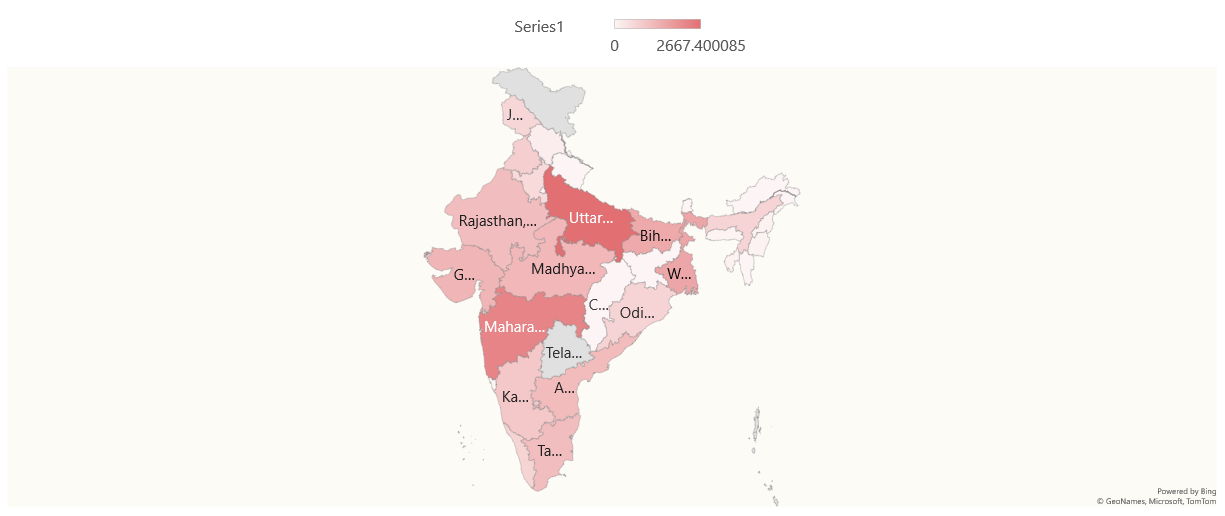 Series1
0 2667.400085
J...
Rajasthan,...
Uttar...
Bih...
G...
Madhya...
W...
C...
Odi...
Mahara...
Tela...
A...
Ka...
Ta...
Powered by Bing
© GeoNames, Microsoft, TomTom